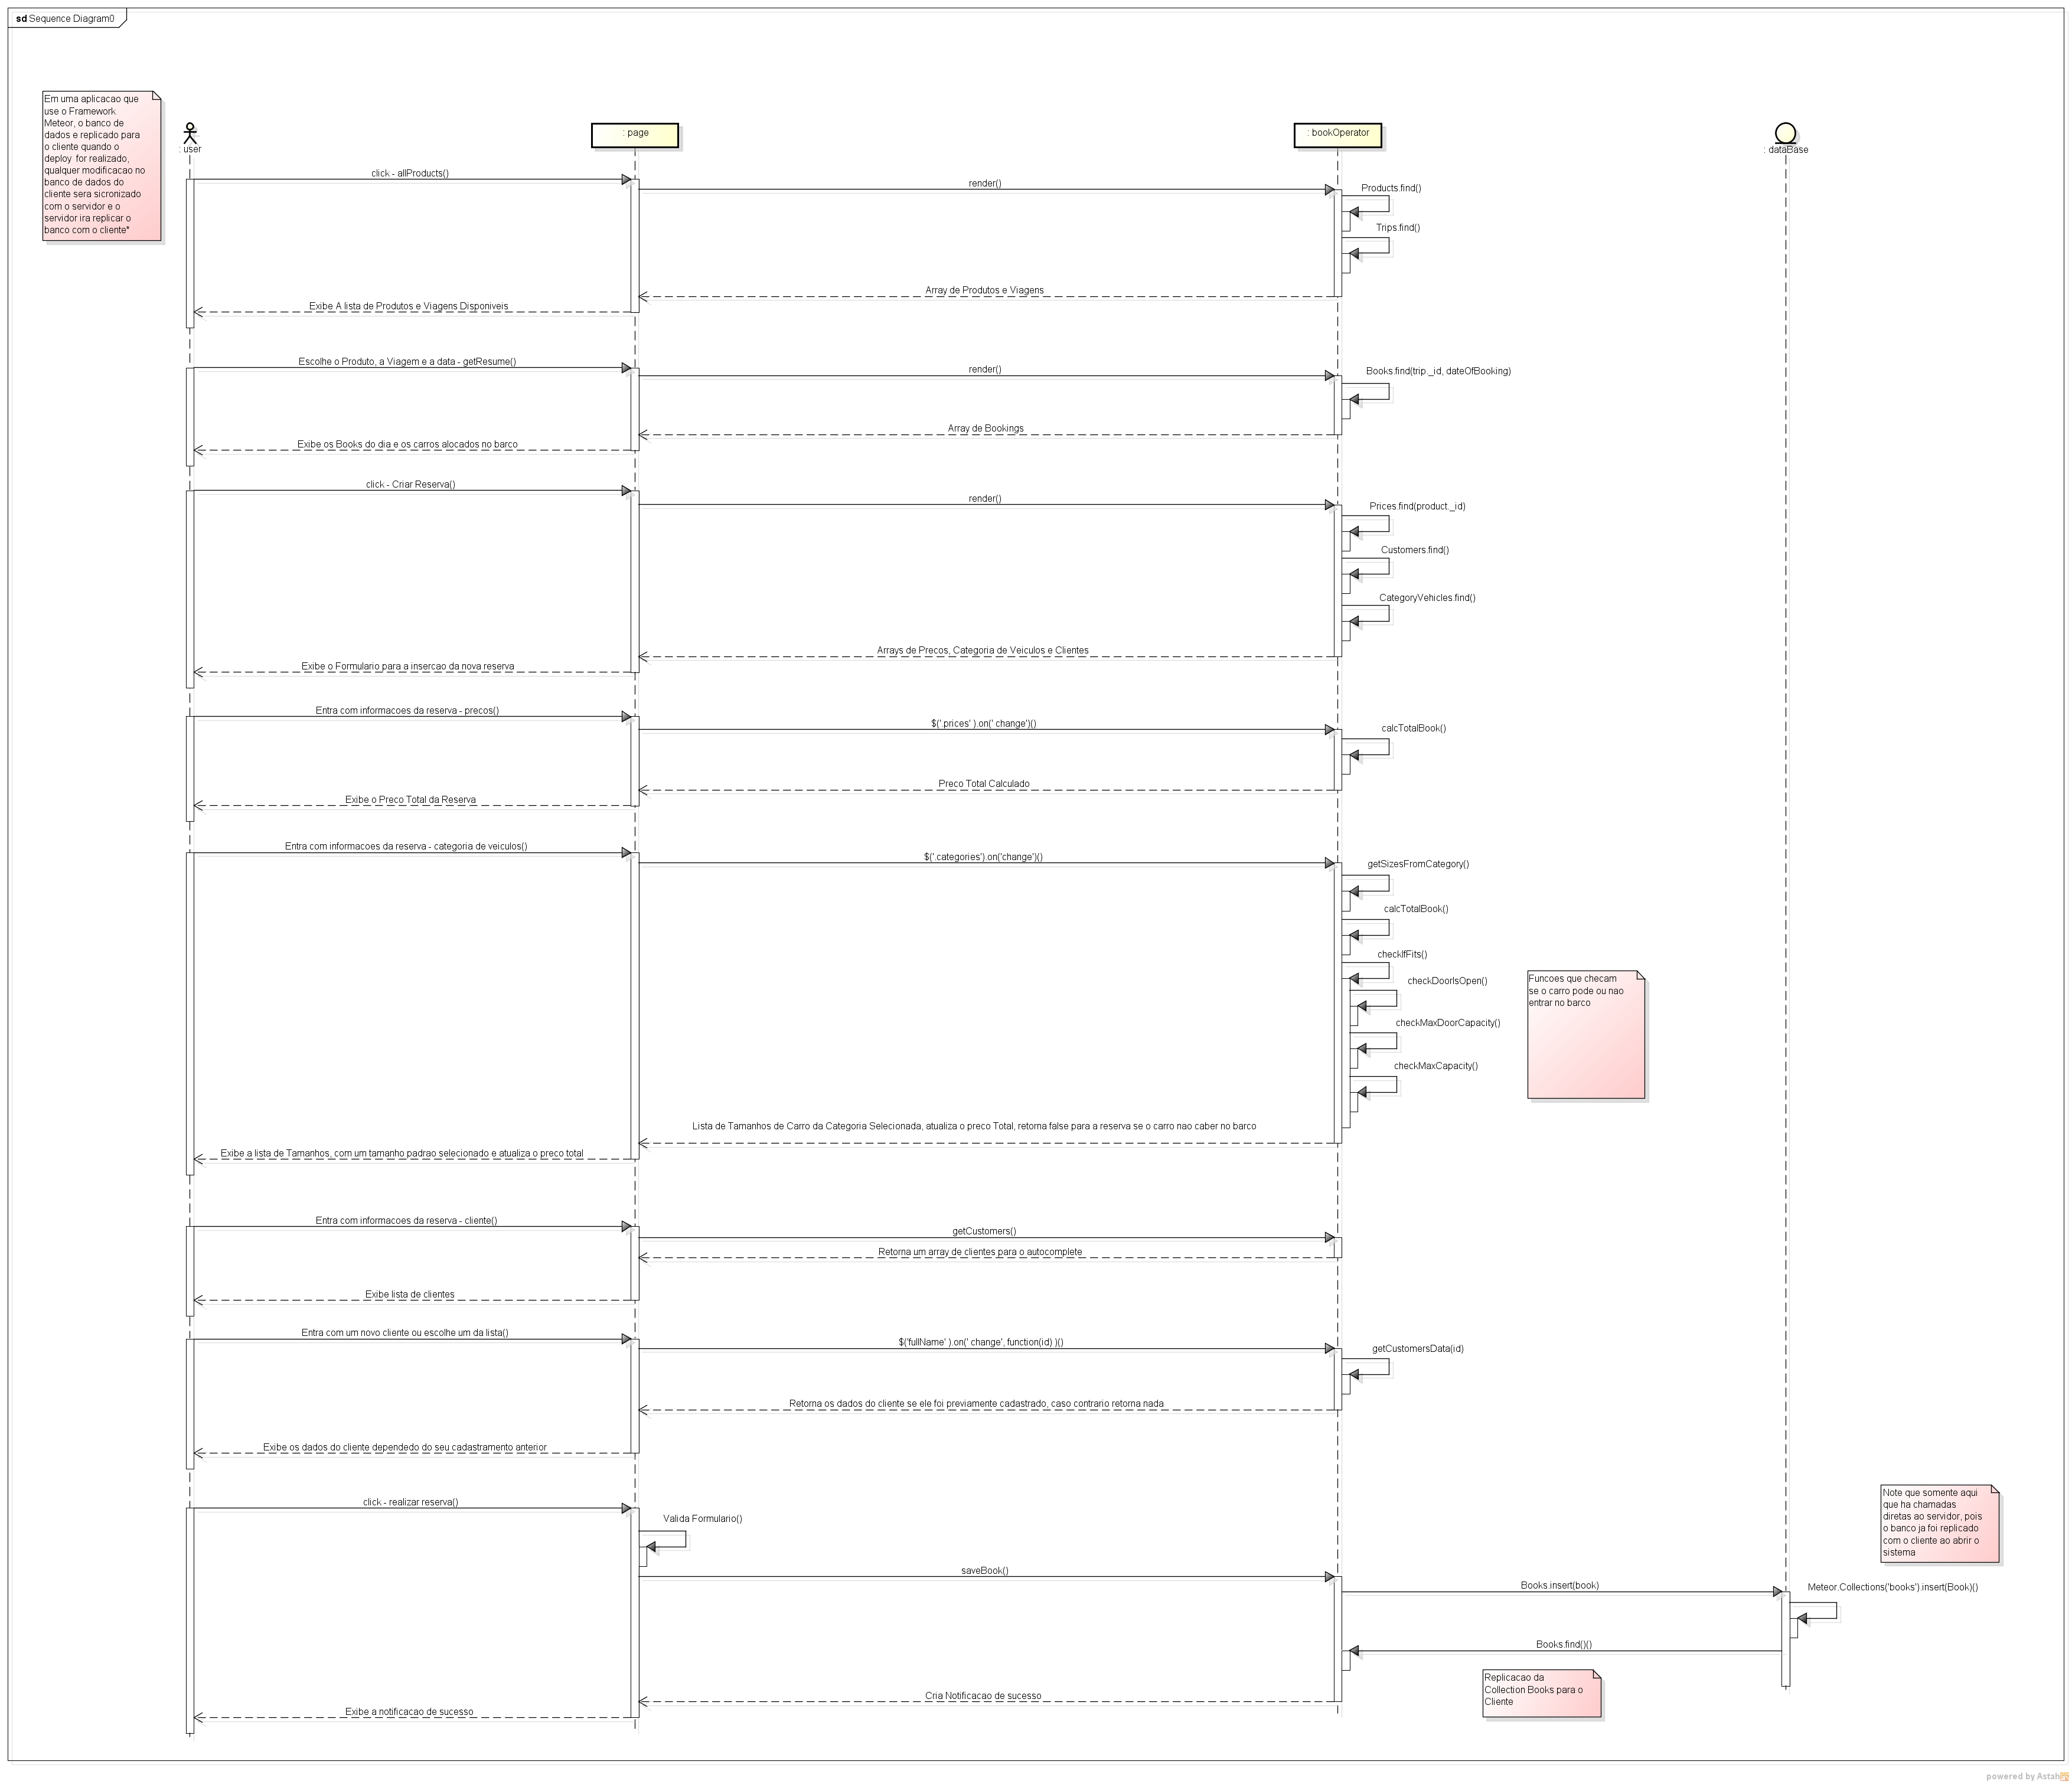 sd Sequence Diagram0
Em uma aplicacao que
use o Framework
Meteor, o banco de
dados e replicado para
o cliente quando o
deploy for realizado,
qualquer modificacao no
banco de dados do
cliente sera sicronizado
com o servidor e o
servidor ira replicar o
banco com o cliente*
: user
: page
: bookOperator
: dataBase
click - allProducts()
render()
Products.find()
Trips.find()
Array de Produtos e Viagens
Exibe A lista de Produtos e Viagens Disponiveis
Escolhe o Produto, a Viagem e a data - getResume()
render()
Books.find(trip._id, dateOfBooking)
Array de Bookings
Exibe os Books do dia e os carros alocados no barco
click - Criar Reserva()
render()
Prices.find(product._id)
Customers.find()
CategoryVehicles.find()
Arrays de Precos, Categoria de Veiculos e Clientes
Exibe o Formulario para a insercao da nova reserva
Entra com informacoes da reserva - precos()
$('.prices' ).on(' change')()
calcTotalBook()
Preco Total Calculado
Exibe o Preco Total da Reserva
Entra com informacoes da reserva - categoria de veiculos()
$('.categories').on('change')()
getSizesFromCategory()
calcTotalBook()
checkIfFits()
checkDoorIsOpen()
checkMaxDoorCapacity()
checkMaxCapacity()
Funcoes que checam
se o carro pode ou nao
entrar no barco
Lista de Tamanhos de Carro da Categoria Selecionada, atualiza o preco Total, retorna false para a reserva se o carro nao caber no barco
Exibe a lista de Tamanhos, com um tamanho padrao selecionado e atualiza o preco total
Entra com informacoes da reserva - cliente()
getCustomers()
Retorna um array de clientes para o autocomplete
Exibe lista de clientes
Entra com um novo cliente ou escolhe um da lista()
$('fullName' ).on(' change', function(id) )()
getCustomersData(id)
Retorna os dados do cliente se ele foi previamente cadastrado, caso contrario retorna nada
Exibe os dados do cliente dependedo do seu cadastramento anterior
click - realizar reserva()
Valida Formulario()
saveBook()
Books.insert(book)
Meteor.Collections('books').insert(Book)()
Note que somente aqui
que ha chamadas
diretas ao servidor, pois
o banco ja foi replicado
com o cliente ao abrir o
sistema
Books.find()()
Replicacao da
Collection Books para o
Cliente
Cria Notificacao de sucesso
Exibe a notificacao de sucesso
powered by Astah